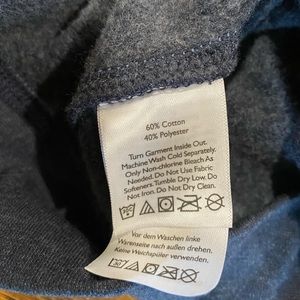 60% Cotton
40% Polyester
Turn Garment Inside Out.
Machine Wash Cold Separately.
Only Non-chlorine Bleach As
Needed. Do Not Use Fabric
Softeners. Tumble Dry Low. Do
Not Iron. Do Not Dry Clean.
Vor dem Waschen linke
Warenseite nach außen drehen.
Keine Weichspüler verwenden.